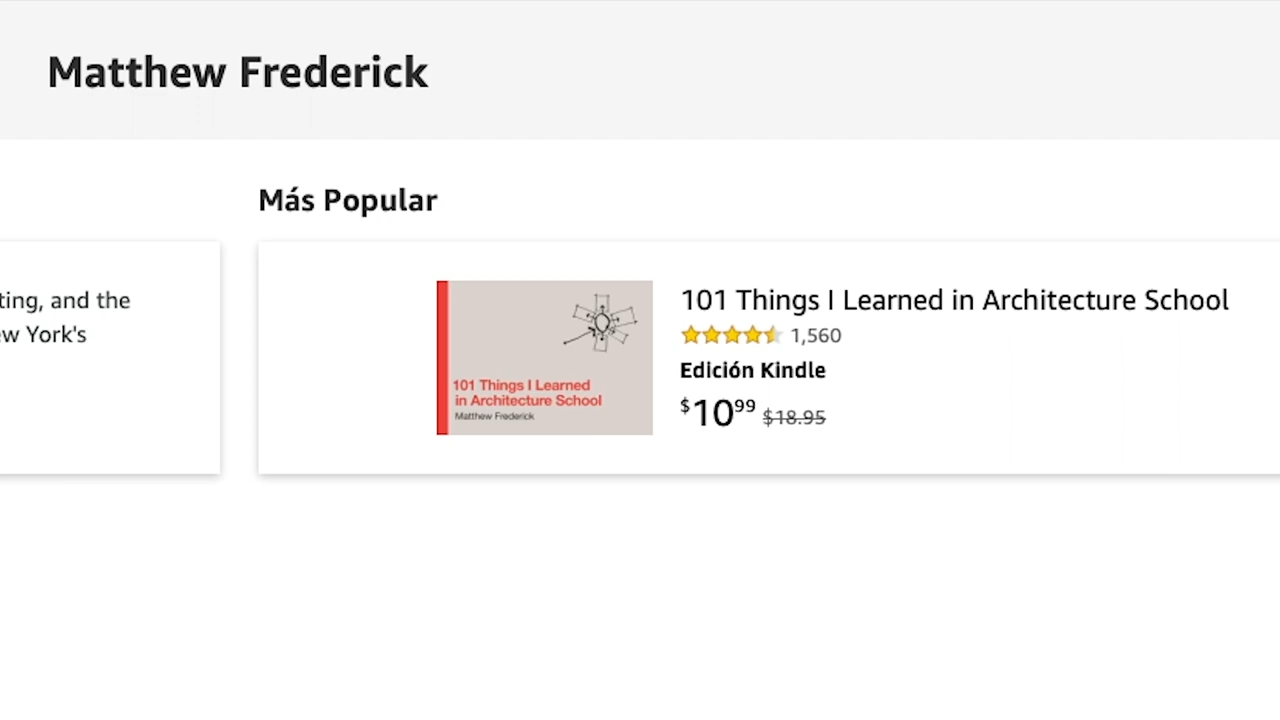 Matthew Frederick
Más Popular
ting, and the
ew York's
101 Things I Learned
in Architecture School
Matthew Frederick
101 Things I Learned in Architecture School
1,560
Edición Kindle
$10⁹⁹ $18.95